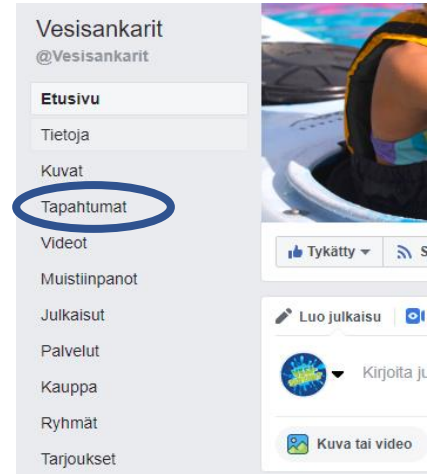 Vesisankarit
@Vesisankarit
Etusivu
Tietoja
Kuvat
Tapahtumat
Videot
Muistiinpanot
Julkaisut
Palvelut
Kauppa
Ryhmät
Tarjoukset
Tykätty
Luo julkaisu
Kirjoita
Kuva tai video